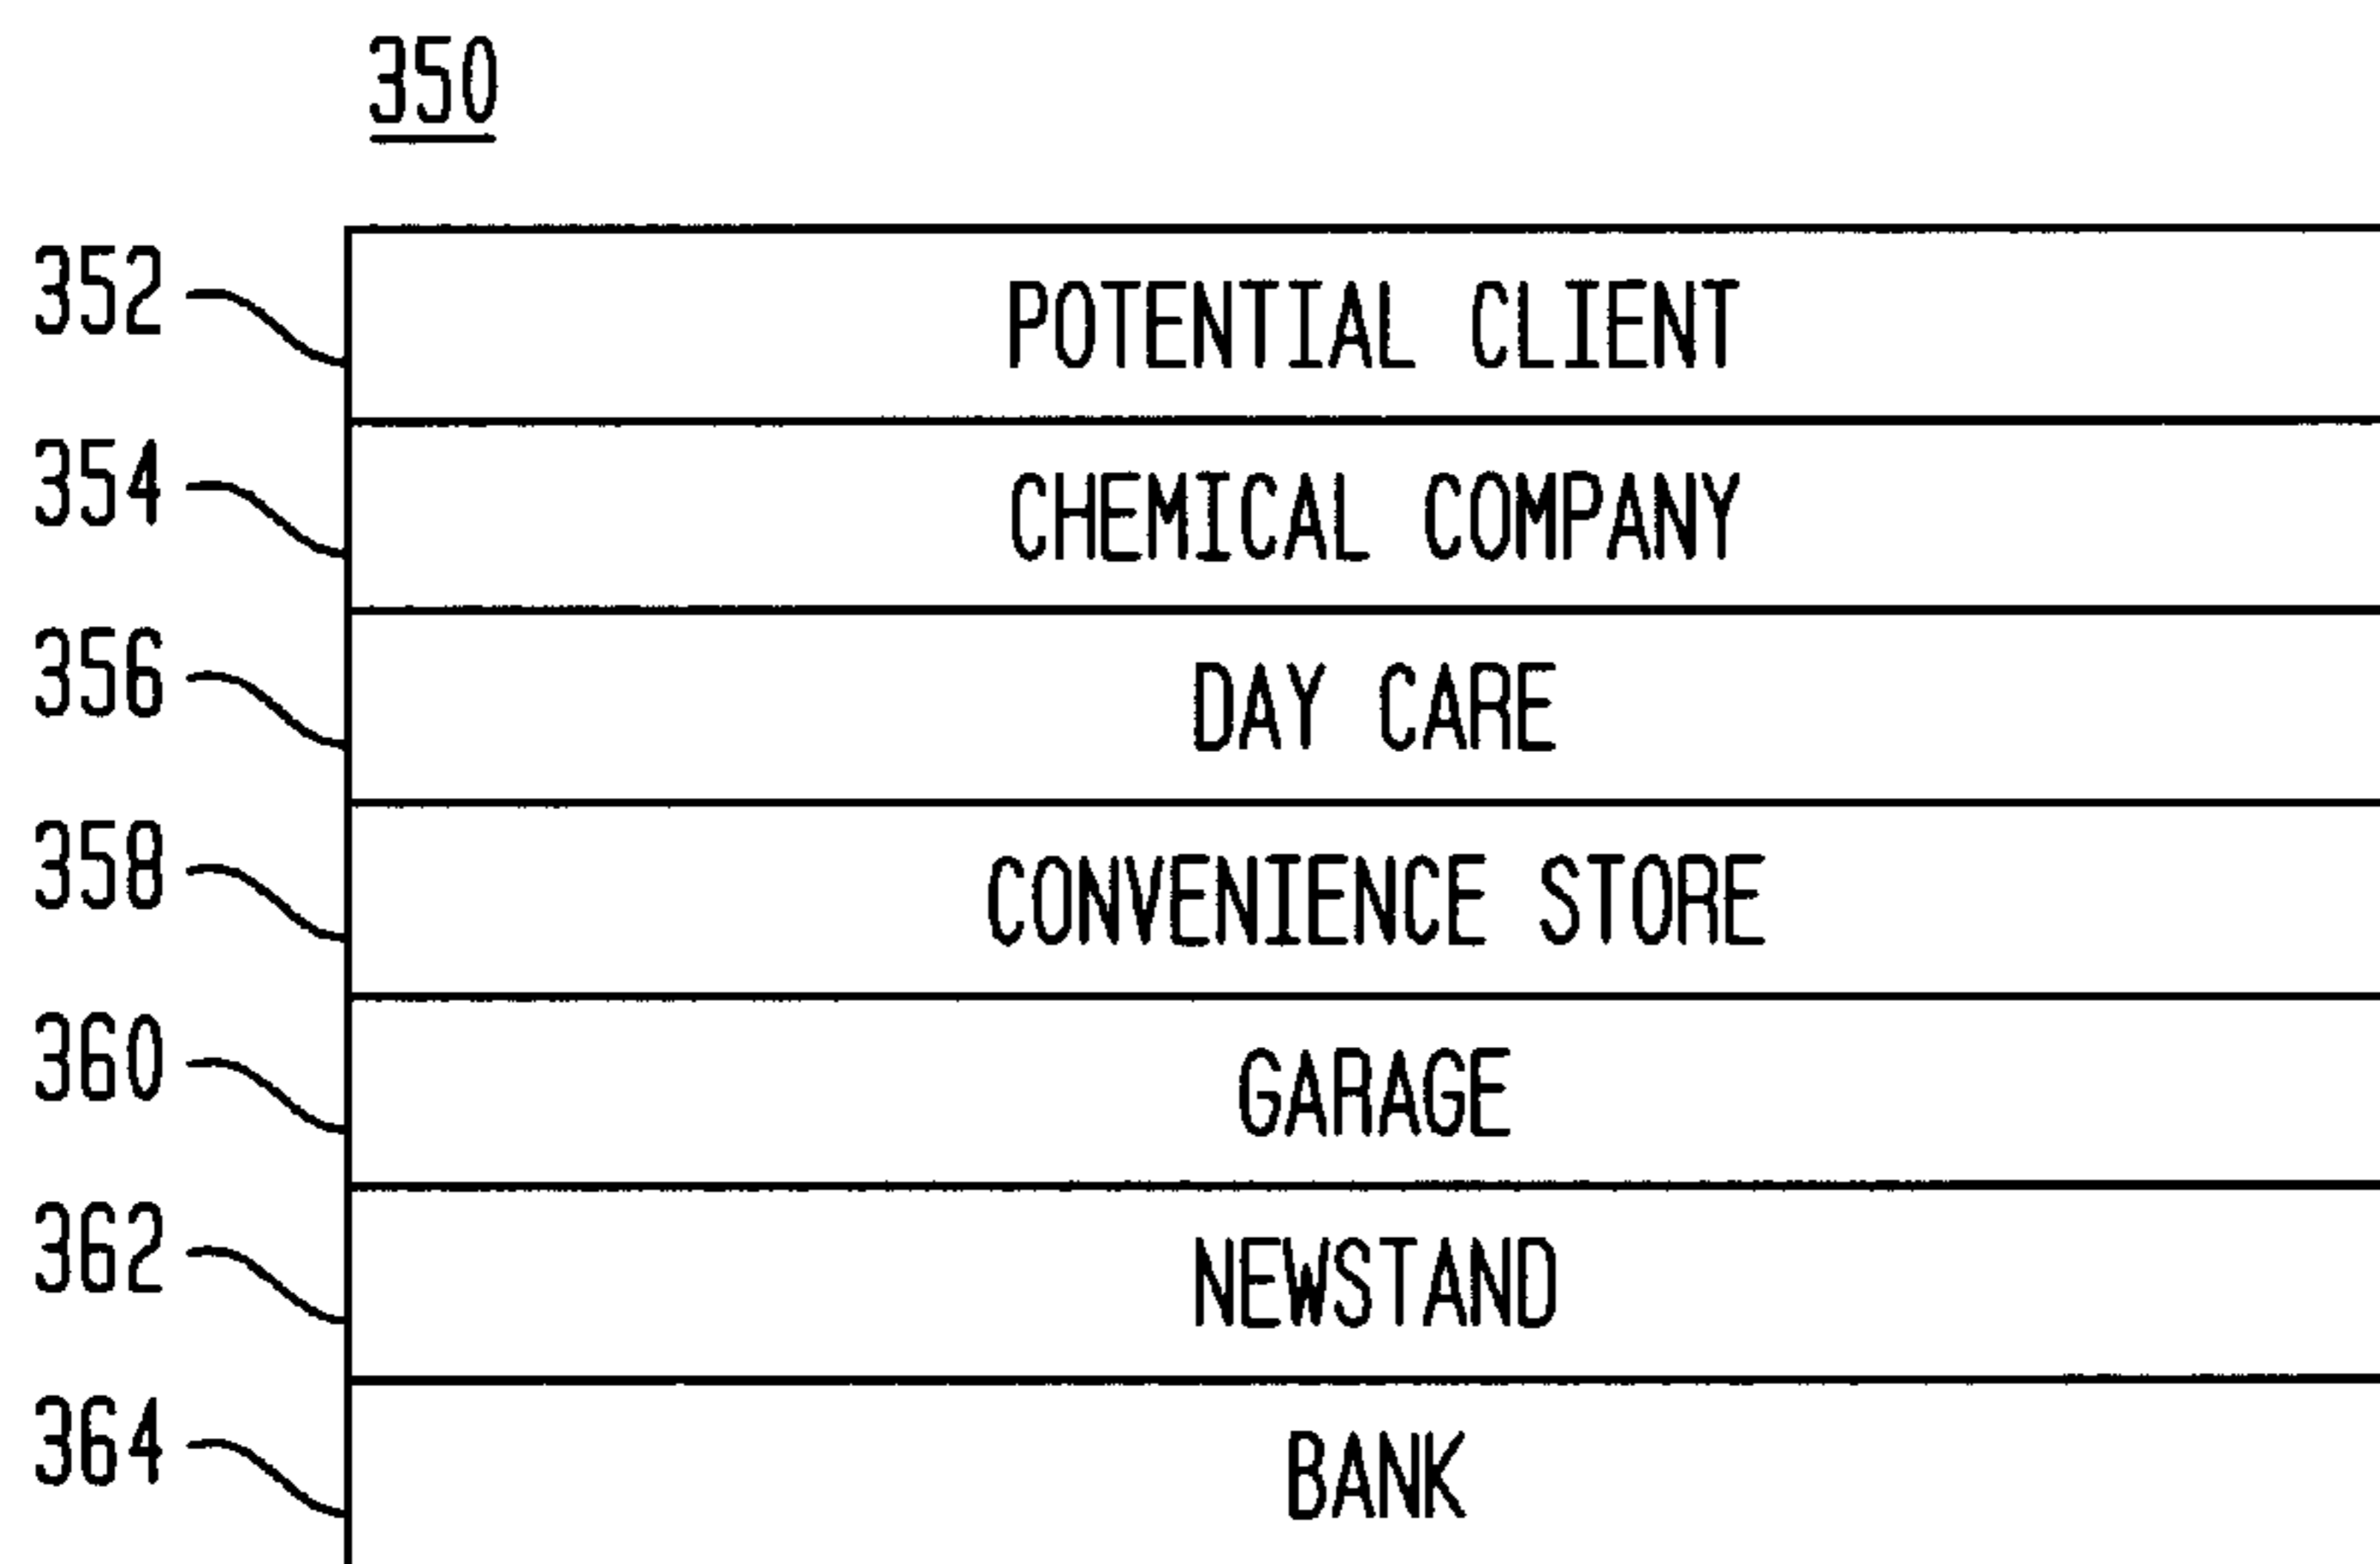 350
352 POTENTIAL CLIENT
354 CHEMICAL COMPANY
356 DAY CARE
358 CONVENIENCE STORE
360 GARAGE
362 NEWSTAND
364 BANK